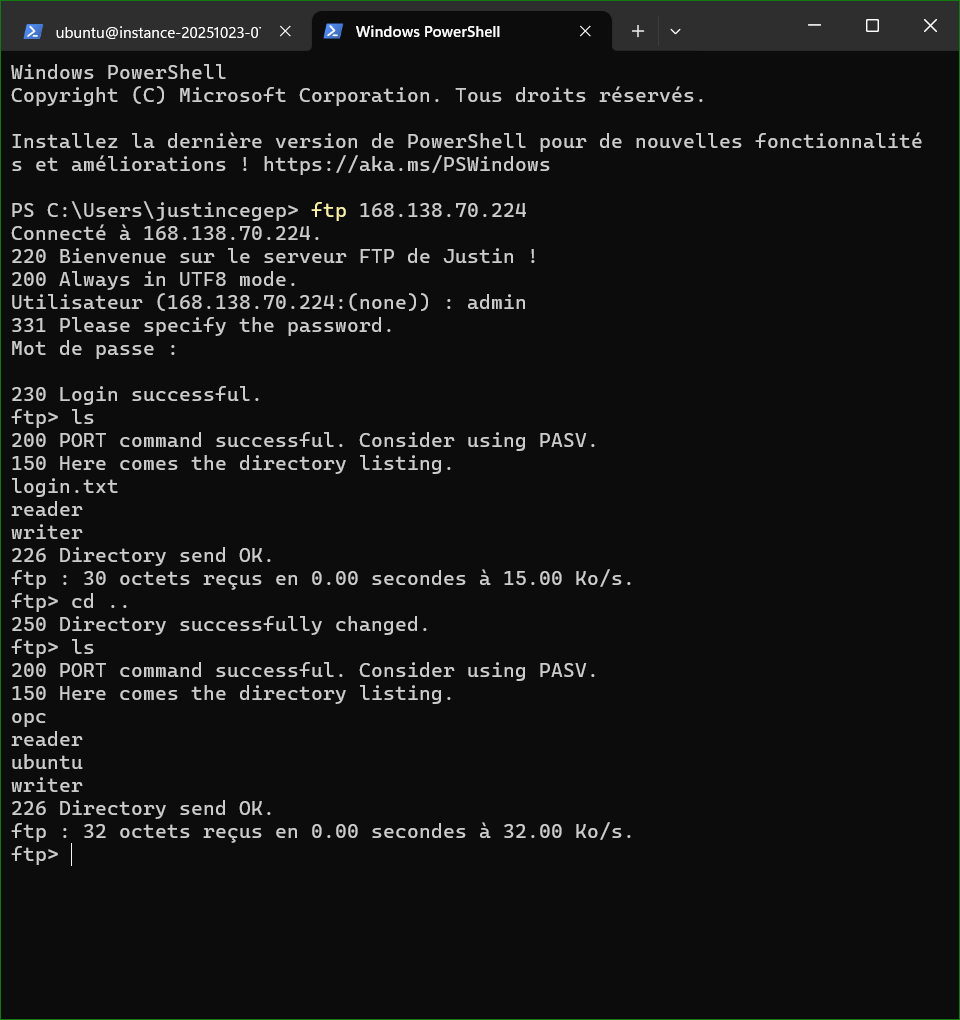 ubuntu@instance-20251023-0
Windows PowerShell
Windows PowerShell
Copyright (C) Microsoft Corporation. Tous droits réservés.
Installez la dernière version de PowerShell pour de nouvelles fonctionnalité
s et améliorations ! https://aka.ms/PSWindows
PS C:\Users\justincegep> ftp 168.138.70.224
Connecté à 168.138.70.224.
220 Bienvenue sur le serveur FTP de Justin !
200 Always in UTF8 mode.
Utilisateur (168.138.70.224:(none)) : admin
331 Please specify the password.
Mot de passe :
230 Login successful.
ftp> ls
200 PORT command successful. Consider using PASV.
150 Here comes the directory listing.
login.txt
reader
writer
226 Directory send OK.
ftp : 30 octets reçus en 0.00 secondes à 15.00 Ko/s.
ftp> cd ..
250 Directory successfully changed.
ftp> ls
200 PORT command successful. Consider using PASV.
150 Here comes the directory listing.
opc
reader
ubuntu
writer
226 Directory send OK.
ftp : 32 octets reçus en 0.00 secondes à 32.00 Ko/s.
ftp>